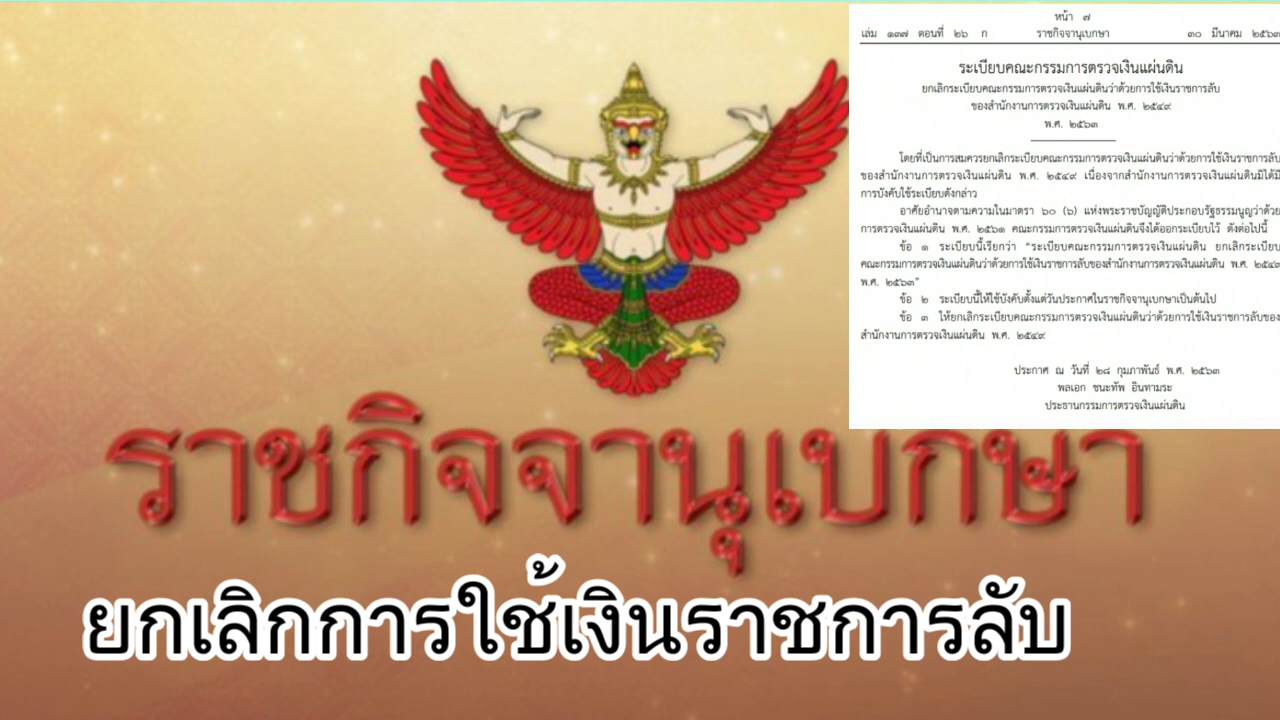 หน้า ๗
เล่ม ๑๓๗ ตอนที่ ๒๖ ก ราชกิจจานุเบกษา ๓๐ มีนาคม ๒๕๖๓
ระเบียบคณะกรรมการตรวจเงินแผ่นดิน
ยกเลิกระเบียบคณะกรรมการตรวจเงินแผ่นดินว่าด้วยการใช้เงินราชการลับ
ของสำนักงานการตรวจเงินแผ่นดิน พ.ศ. ๒๕๔๙
พ.ศ. ๒๕๖๓
โดยที่เป็นการสมควรยกเลิกระเบียบคณะกรรมการตรวจเงินแผ่นดินว่าด้วยการใช้เงินราชการลับ
ของสำนักงานการตรวจเงินแผ่นดิน พ.ศ. ๒๕๔๙ เนื่องจากสำนักงานการตรวจเงินแผ่นดินมิได้มี
การบังคับใช้ระเบียบดังกล่าว
อาศัยอำนาจตามความในมาตรา ๖๐ (๖) แห่งพระราชบัญญัติประกอบรัฐธรรมนูญว่าด้วย
การตรวจเงินแผ่นดิน พ.ศ. ๒๕๖๑ คณะกรรมการตรวจเงินแผ่นดินจึงได้ออกระเบียบไว้ ดังต่อไปนี้
ข้อ ๑ ระเบียบนี้เรียกว่า “ระเบียบคณะกรรมการตรวจเงินแผ่นดิน ยกเลิกระเบียบ
คณะกรรมการตรวจเงินแผ่นดินว่าด้วยการใช้เงินราชการลับของสำนักงานการตรวจเงินแผ่นดิน พ.ศ. ๒๕๔๙
พ.ศ. ๒๕๖๓”
ข้อ ๒ ระเบียบนี้ให้ใช้บังคับตั้งแต่วันประกาศในราชกิจจานุเบกษาเป็นต้นไป
ข้อ ๓ ให้ยกเลิกระเบียบคณะกรรมการตรวจเงินแผ่นดินว่าด้วยการใช้เงินราชการลับของ
สำนักงานการตรวจเงินแผ่นดิน พ.ศ. ๒๕๔๙
ประกาศ ณ วันที่ ๒๘ กุมภาพันธ์ พ.ศ. ๒๕๖๓
พลเอก ชนะทัพ อินทามระ
ประธานกรรมการตรวจเงินแผ่นดิน
ราชกิจจานุเบกษา
ยกเลิกการใช้เงินราชการลับ